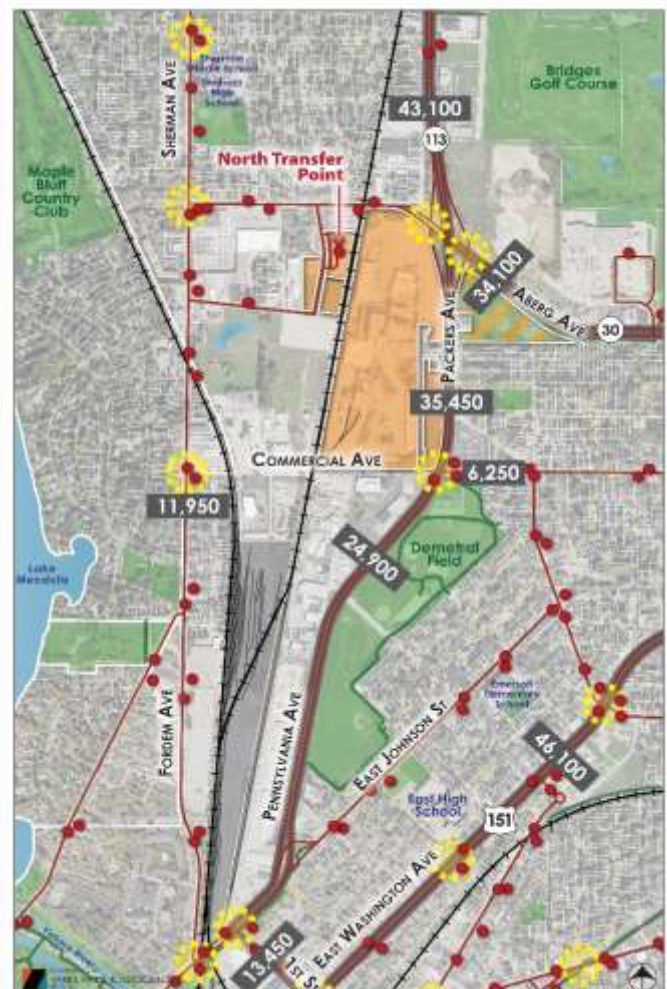 SHERMAN AVE
43,100
113
Bridges
Golf Course
Maple
Bluff
Country
Club
North Transfer
Point
34,100
ABERG AVE
30
PACKERS AVE
35,450
COMMERCIAL AVE
6,250
11,950
24,900
Demetral
Field
Lake
Mendota
Emerson
Elementary
School
FORDEM AVE
PENNSYLVANIA AVE
EAST JOHNSON ST
46,100
East High
School
151
EAST WASHINGTON AVE
13,450
1ST ST